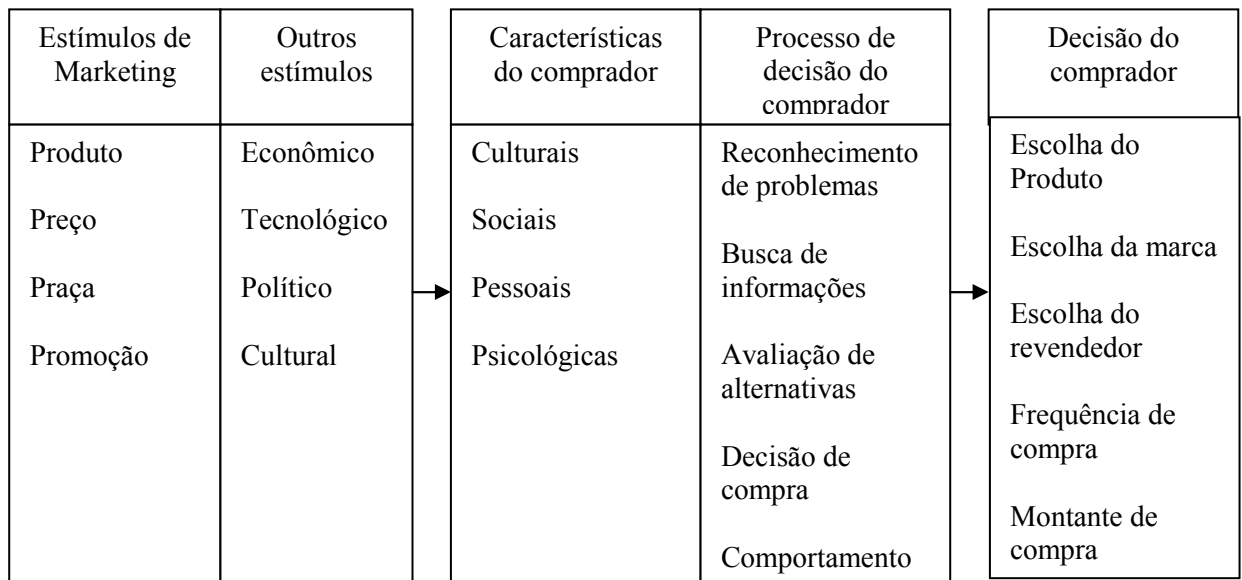 Estímulos de
Marketing
Outros
estímulos
Características
do comprador
Processo de
decisão do
comprador
Decisão do
comprador
Produto
Preço
Praça
Promoção
Econômico
Tecnológico
Político
Cultural
Culturais
Sociais
Pessoais
Psicológicas
Reconhecimento
de problemas
Busca de
informações
Avaliação de
alternativas
Decisão de
compra
Comportamento
Escolha do
Produto
Escolha da marca
Escolha do
revendedor
Frequência de
compra
Montante de
compra